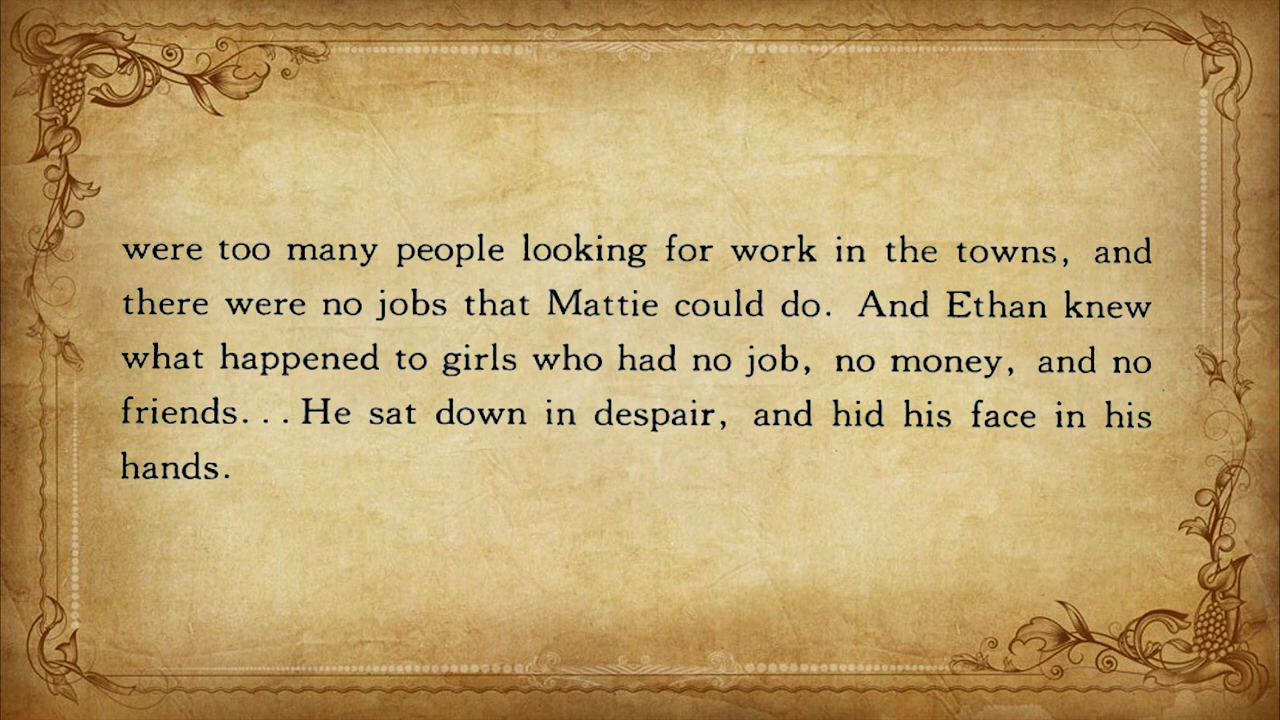 were too many people looking for work in the towns, and
there were no jobs that Mattie could do. And Ethan knew
what happened to girls who had no job, no money, and no
friends. . . He sat down in despair, and hid his face in his
hands.